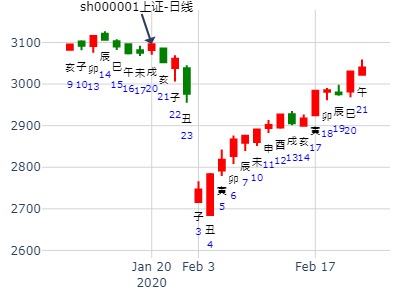 sh000001上证-日线
3100
3000
2900
2800
2700
2600
亥 子 卯 辰 巳 午 未 戌 亥 子 丑
9 10 13 14 15 16 17 20 21 22 23
子 丑 寅 卯 辰 未 申 酉 戌 亥 寅 卯 辰 巳 午
3 4 5 6 7 10 11 12 13 14 17 18 19 20 21
Jan 20 Feb 3 Feb 17
2020